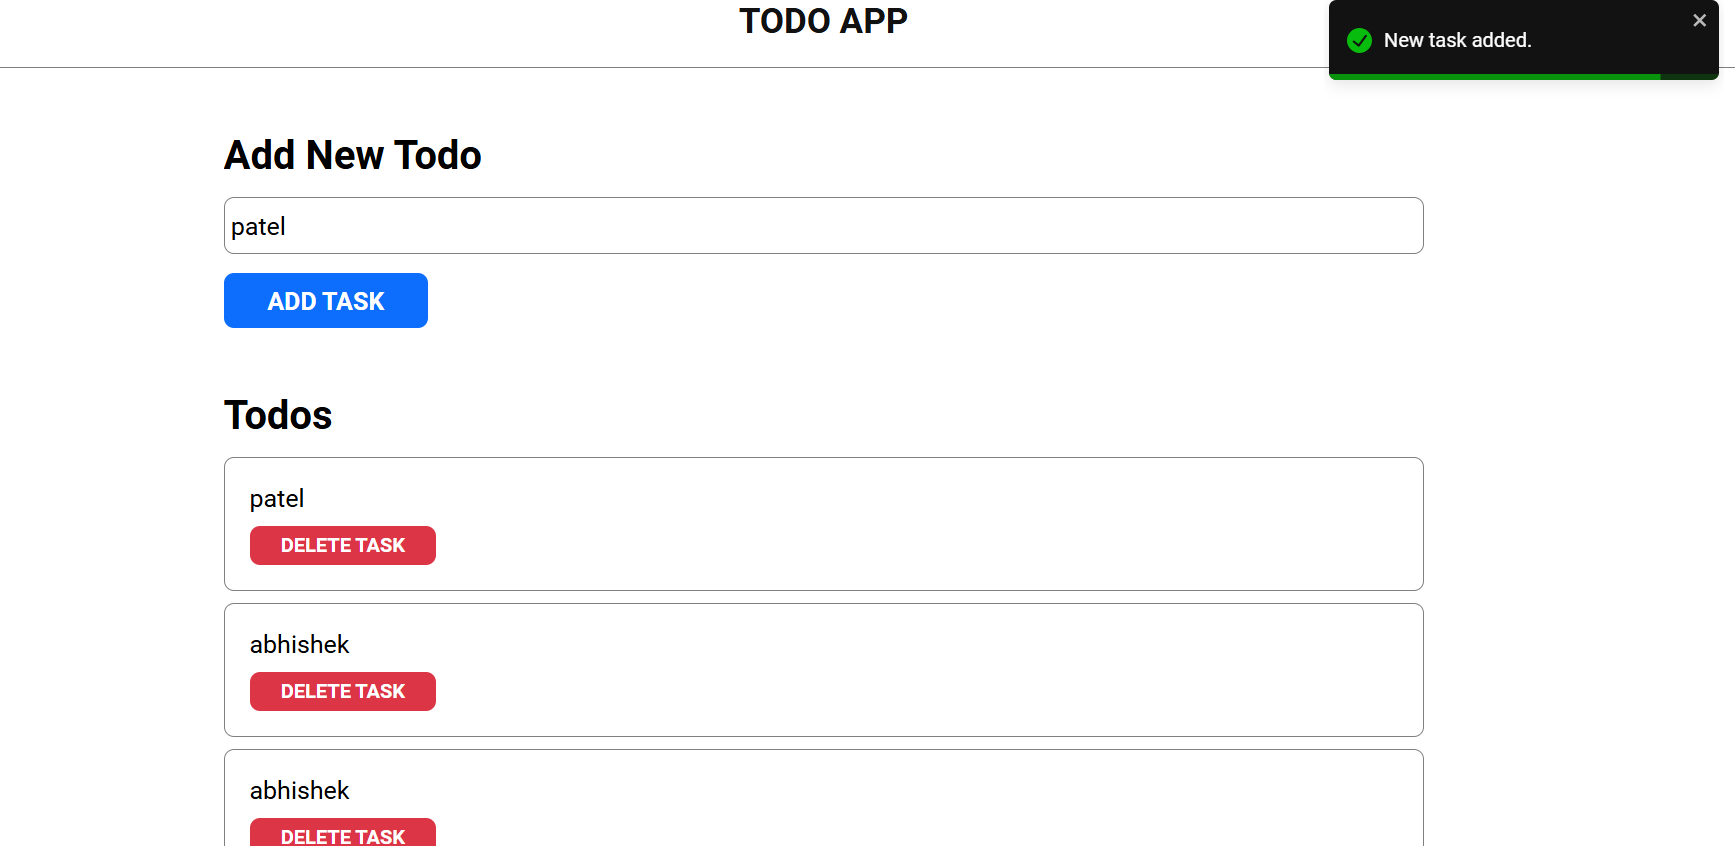 TODO APP
New task added.
Add New Todo
patel
ADD TASK
Todos
patel
DELETE TASK
abhishek
DELETE TASK
abhishek
DELETE TASK